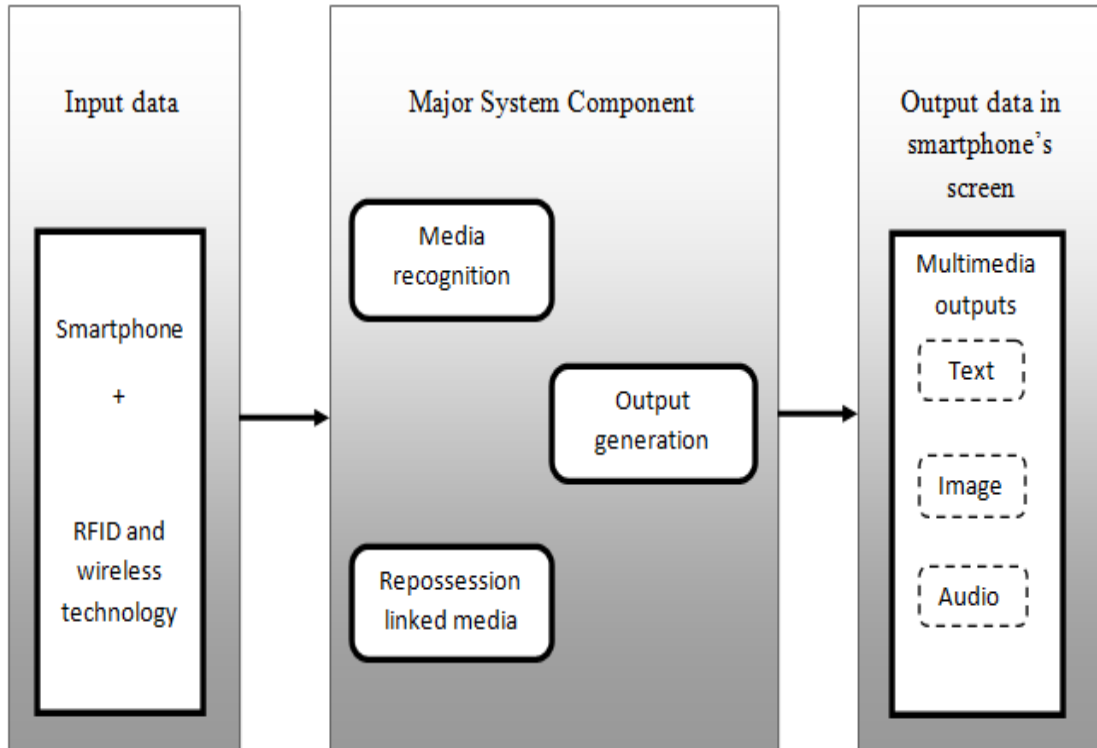 Input data
Smartphone
+
RFID and
wireless
technology
Major System Component
Media
recognition
Output
generation
Repossession
linked media
Output data in
smartphone's
screen
Multimedia
outputs
Text
Image
Audio